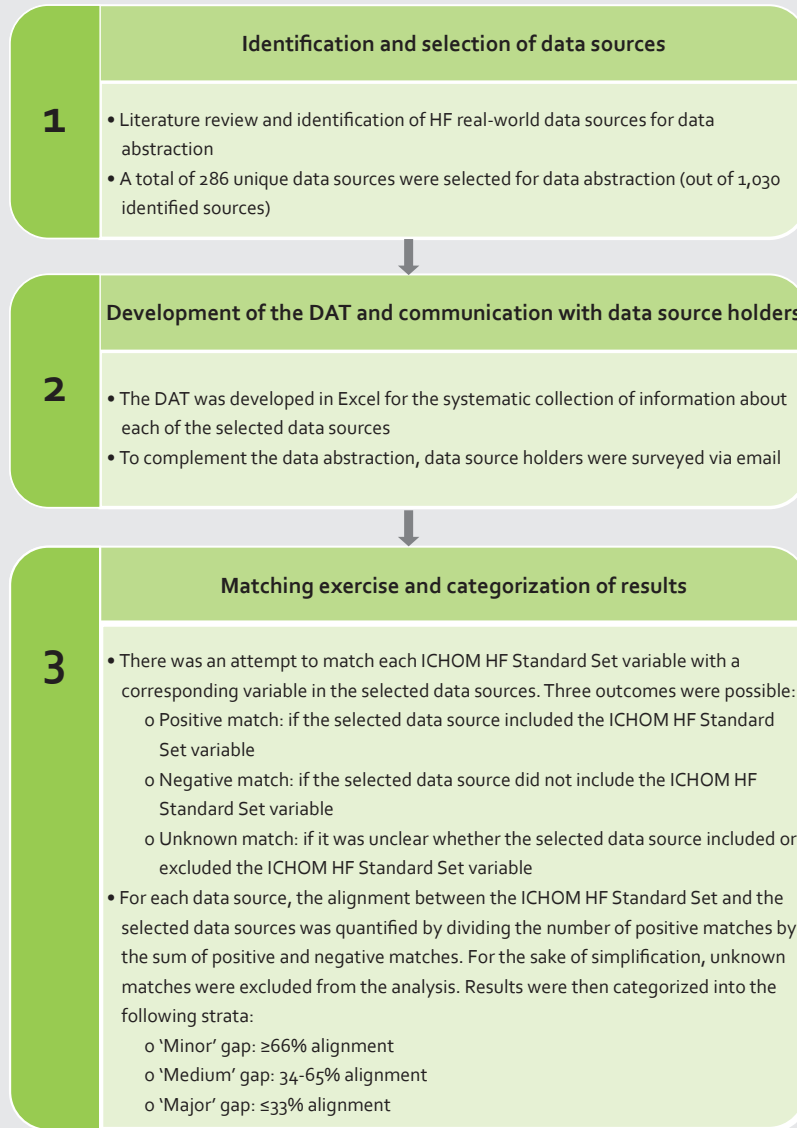 1
Identification and selection of data sources
• Literature review and identification of HF real-world data sources for data
abstraction
• A total of 286 unique data sources were selected for data abstraction (out of 1,030
identified sources)
2
Development of the DAT and communication with data source holders
• The DAT was developed in Excel for the systematic collection of information about
each of the selected data sources
• To complement the data abstraction, data source holders were surveyed via email
3
Matching exercise and categorization of results
• There was an attempt to match each ICHOM HF Standard Set variable with a
corresponding variable in the selected data sources. Three outcomes were possible:
o Positive match: if the selected data source included the ICHOM HF Standard
Set variable
o Negative match: if the selected data source did not include the ICHOM HF
Standard Set variable
o Unknown match: if it was unclear whether the selected data source included or
excluded the ICHOM HF Standard Set variable
• For each data source, the alignment between the ICHOM HF Standard Set and the
selected data sources was quantified by dividing the number of positive matches by
the sum of positive and negative matches. For the sake of simplification, unknown
matches were excluded from the analysis. Results were then categorized into the
following strata:
o ‘Minor’ gap: ≥66% alignment
o ‘Medium’ gap: 34-65% alignment
o ‘Major’ gap: ≤33% alignment